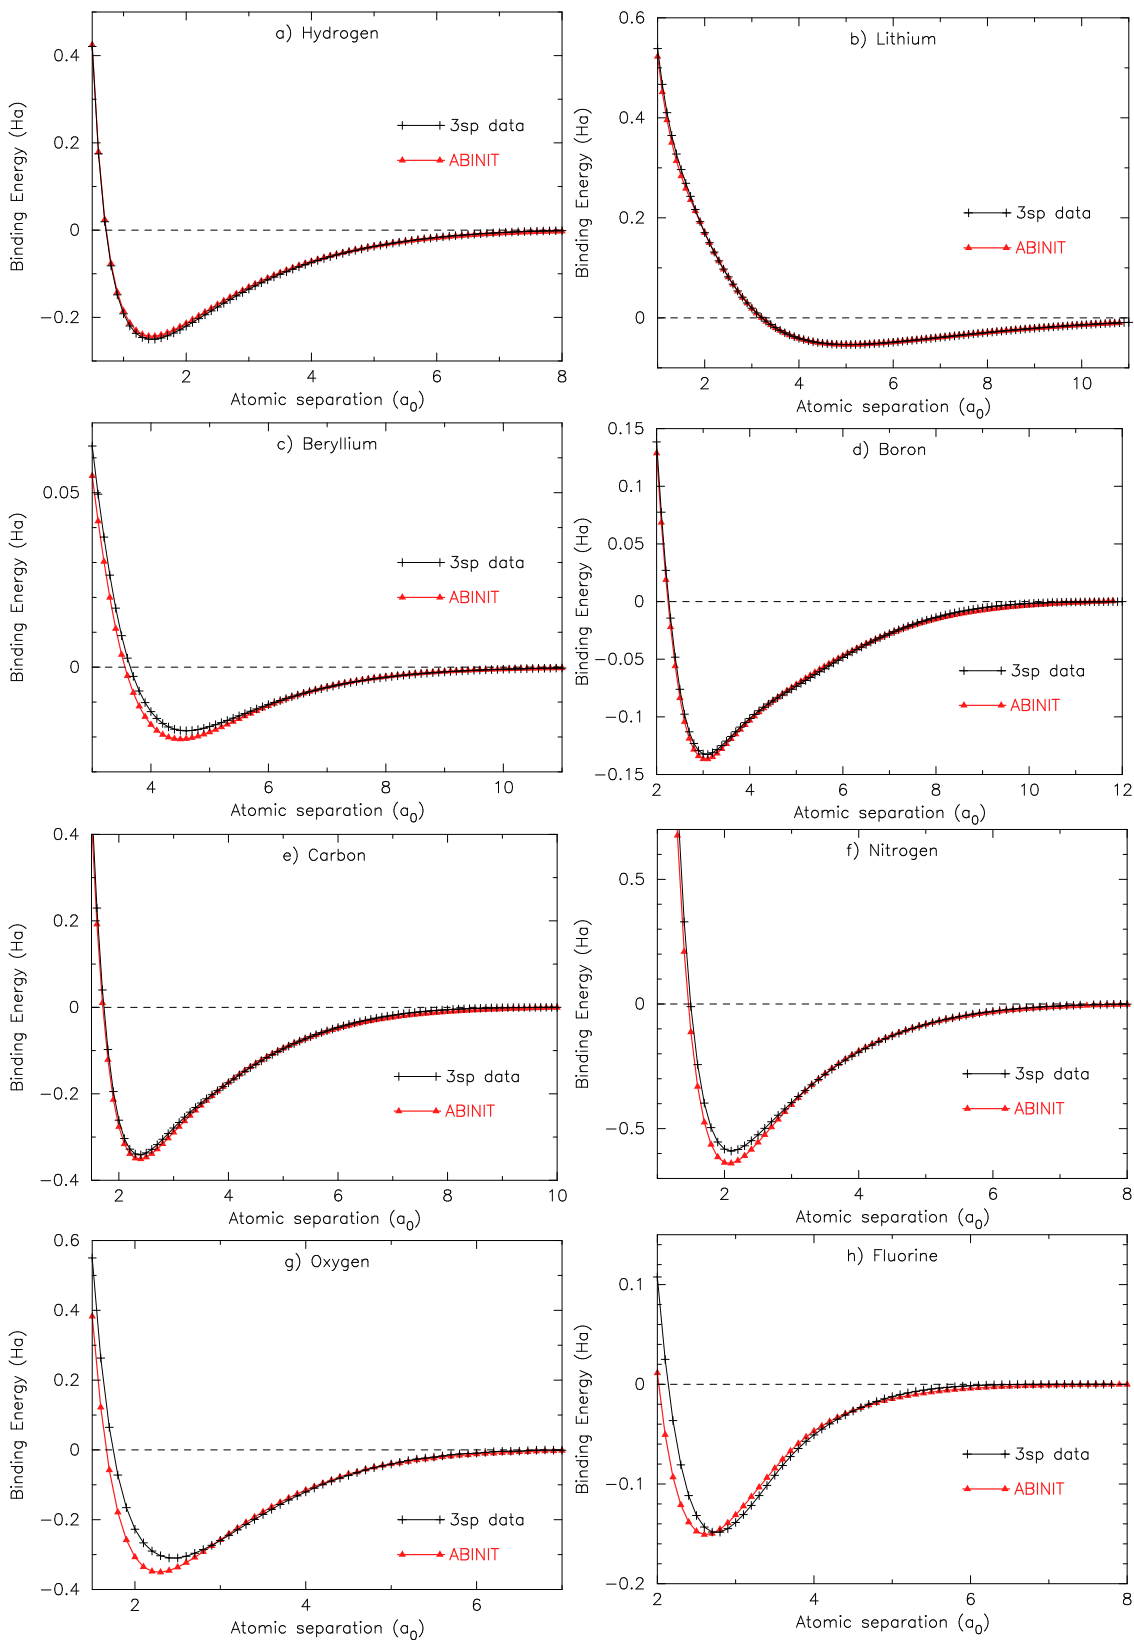 a) Hydrogen
0.4
0.2
0
−0.2
2
4
6
8
Binding Energy (Ha)
Atomic separation (a0)
3sp data
ABINIT
b) Lithium
0.6
0.4
0.2
0
2
4
6
8
10
Binding Energy (Ha)
Atomic separation (a0)
3sp data
ABINIT
c) Beryllium
0.05
0
4
6
8
10
Binding Energy (Ha)
Atomic separation (a0)
3sp data
ABINIT
d) Boron
0.15
0.1
0.05
0
−0.05
−0.1
−0.15
2
4
6
8
10
12
Binding Energy (Ha)
Atomic separation (a0)
3sp data
ABINIT
e) Carbon
0.4
0.2
0
−0.2
−0.4
2
4
6
8
10
Binding Energy (Ha)
Atomic separation (a0)
3sp data
ABINIT
f) Nitrogen
0.5
0
−0.5
2
4
6
8
Binding Energy (Ha)
Atomic separation (a0)
3sp data
ABINIT
g) Oxygen
0.6
0.4
0.2
0
−0.2
−0.4
2
4
6
Binding Energy (Ha)
Atomic separation (a0)
3sp data
ABINIT
h) Fluorine
0.1
0
−0.1
−0.2
2
4
6
8
Binding Energy (Ha)
Atomic separation (a0)
3sp data
ABINIT